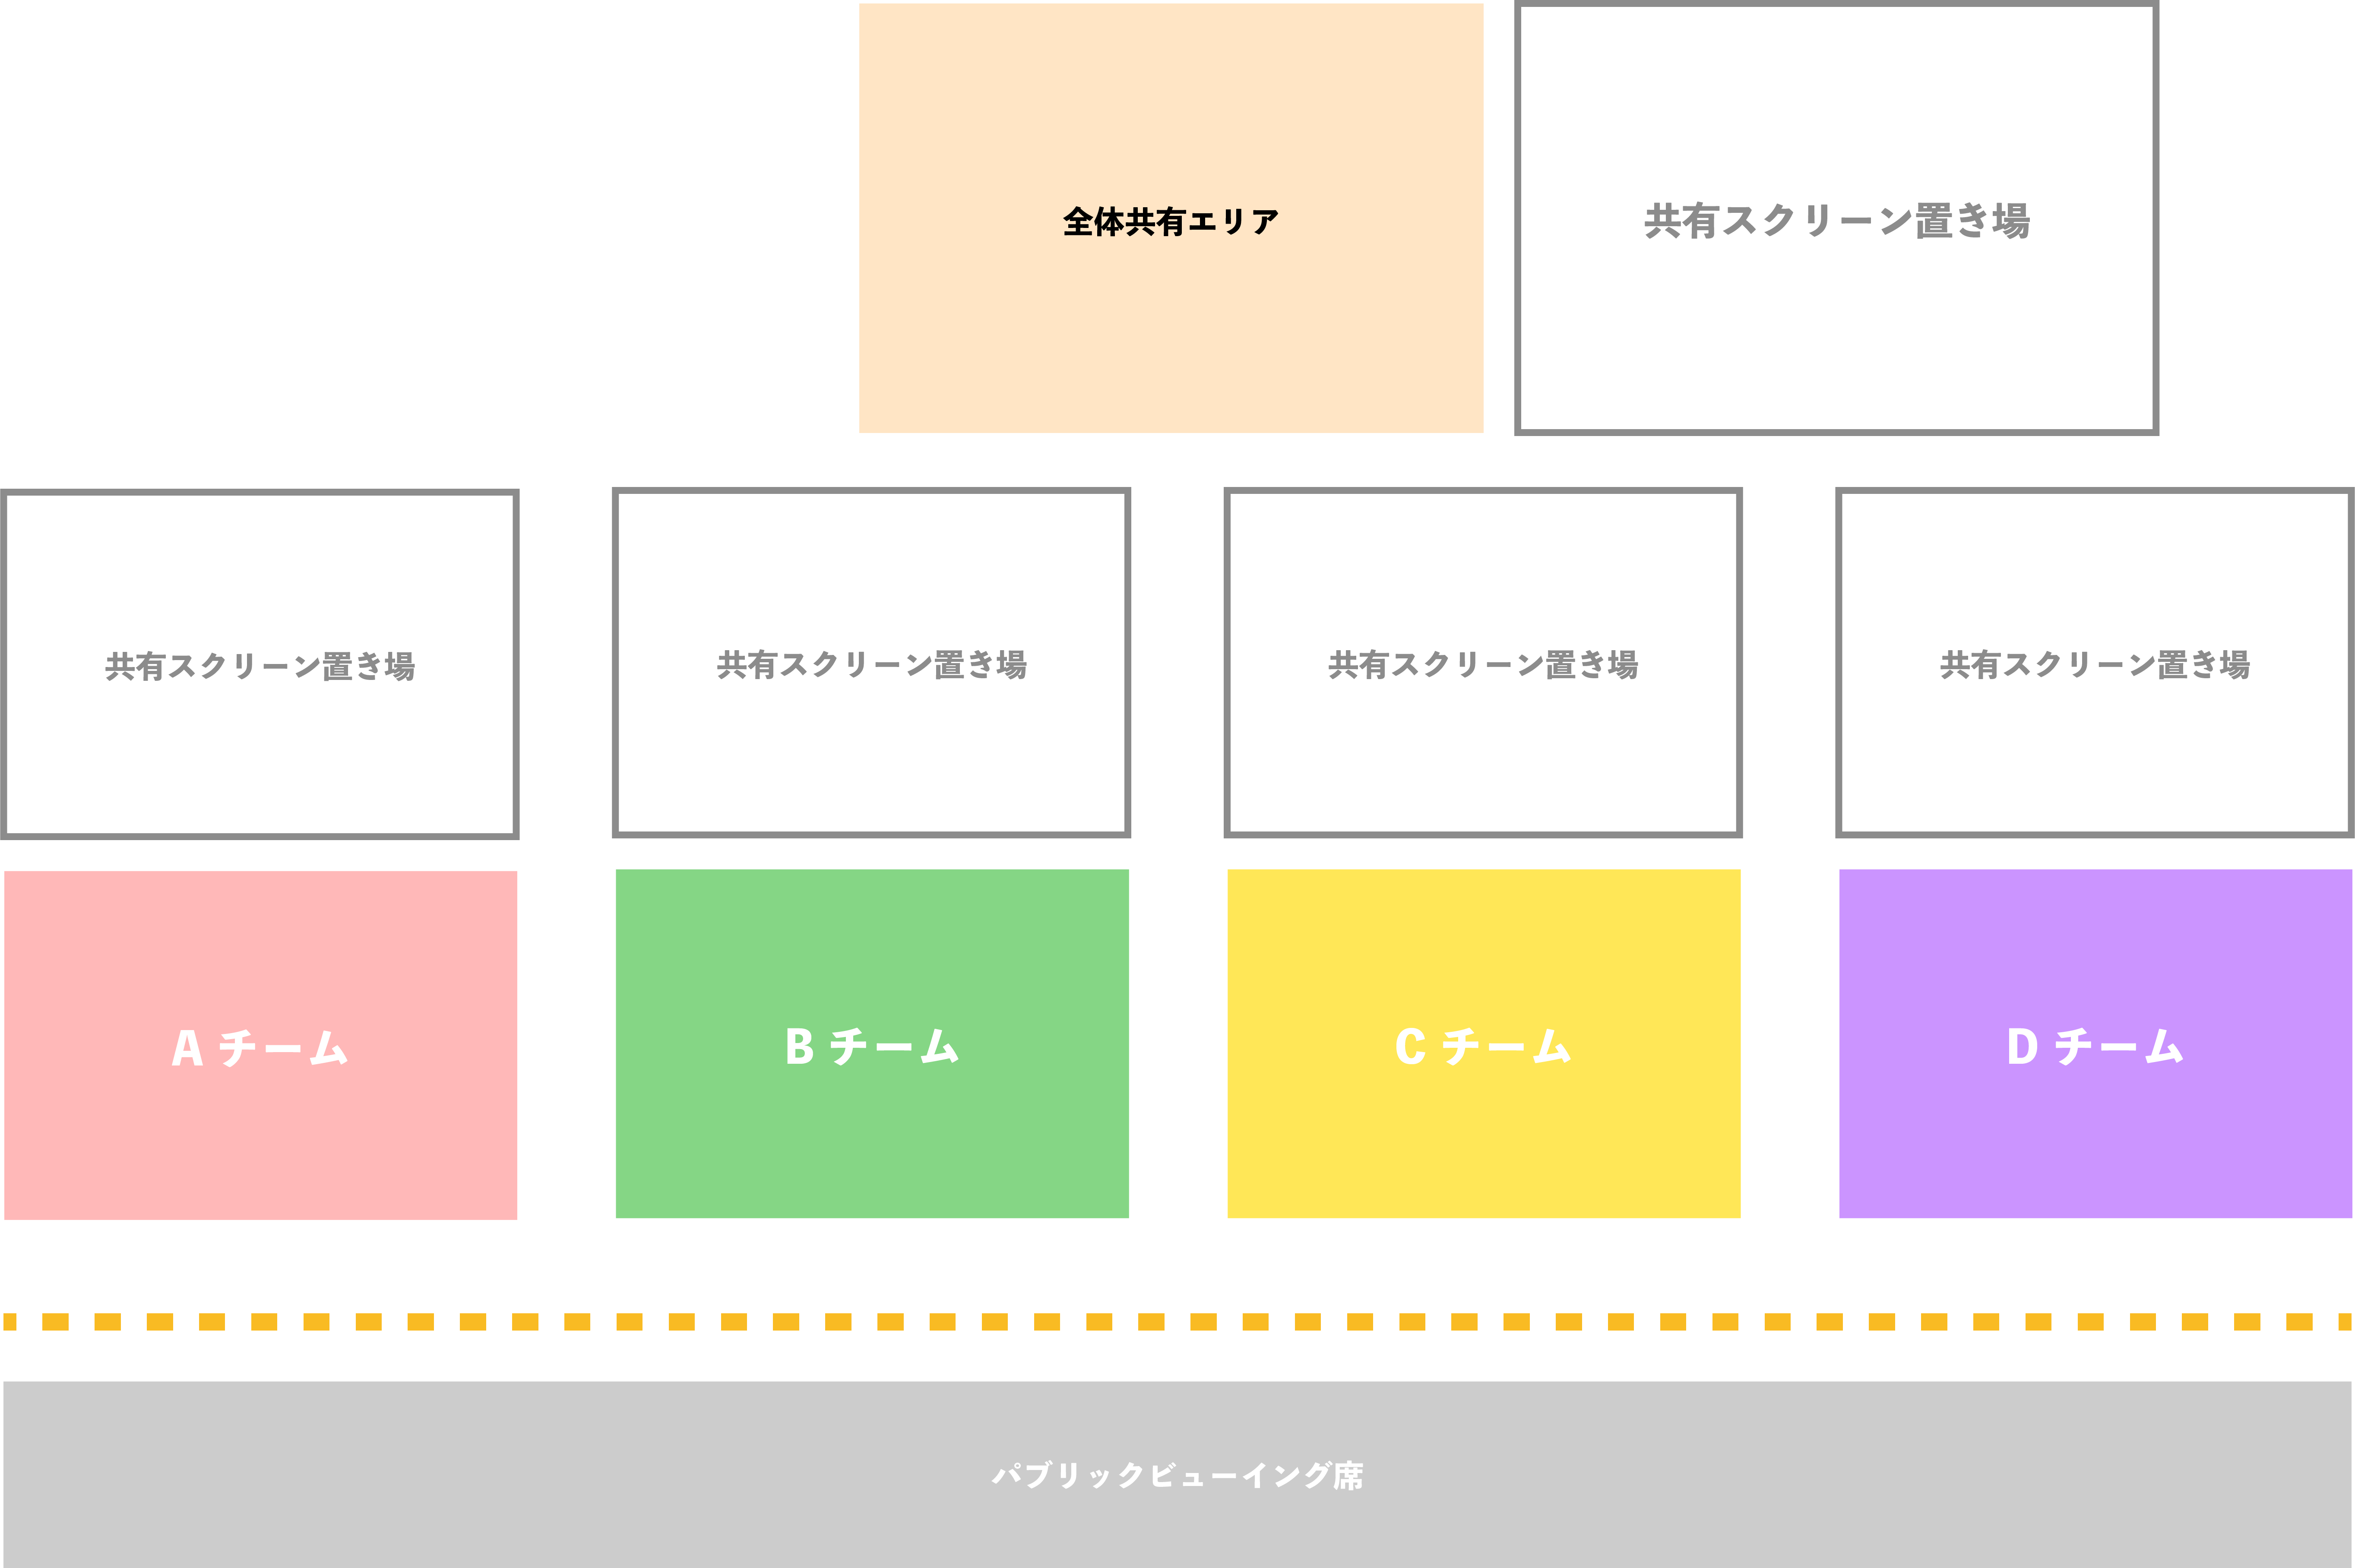 全体共有エリア
共有スクリーン置き場
共有スクリーン置き場
共有スクリーン置き場
共有スクリーン置き場
共有スクリーン置き場
Aチーム
Bチーム
Cチーム
Dチーム
パブリックビューイング席